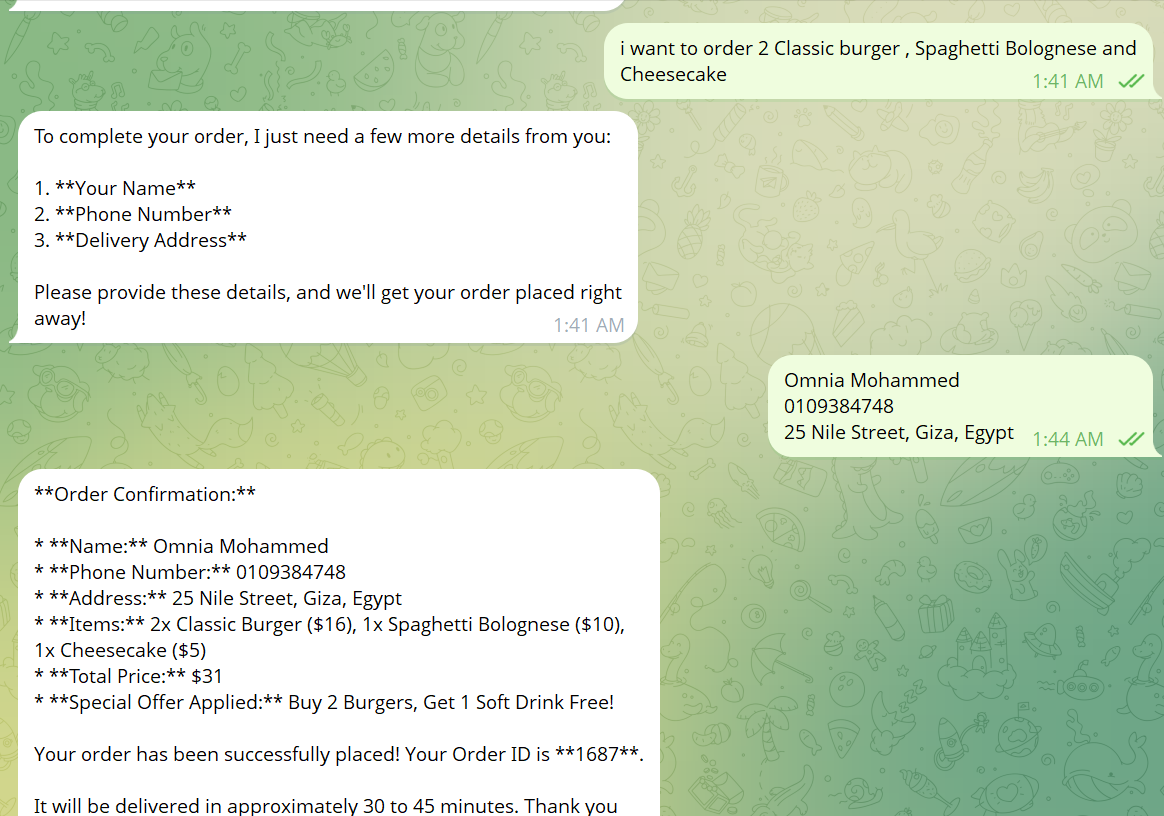 i want to order 2 Classic burger , Spaghetti Bolognese and
Cheesecake
1:41 AM
To complete your order, I just need a few more details from you:
1. **Your Name**
2. **Phone Number**
3. **Delivery Address**
Please provide these details, and we'll get your order placed right
away!
1:41 AM
Omnia Mohammed
0109384748
25 Nile Street, Giza, Egypt
1:44 AM
**Order Confirmation:**
* **Name:** Omnia Mohammed
* **Phone Number:** 0109384748
* **Address:** 25 Nile Street, Giza, Egypt
* **Items:** 2x Classic Burger ($16), 1x Spaghetti Bolognese ($10),
1x Cheesecake ($5)
* **Total Price:** $31
* **Special Offer Applied:** Buy 2 Burgers, Get 1 Soft Drink Free!
Your order has been successfully placed! Your Order ID is **1687**.
It will be delivered in approximately 30 to 45 minutes. Thank you